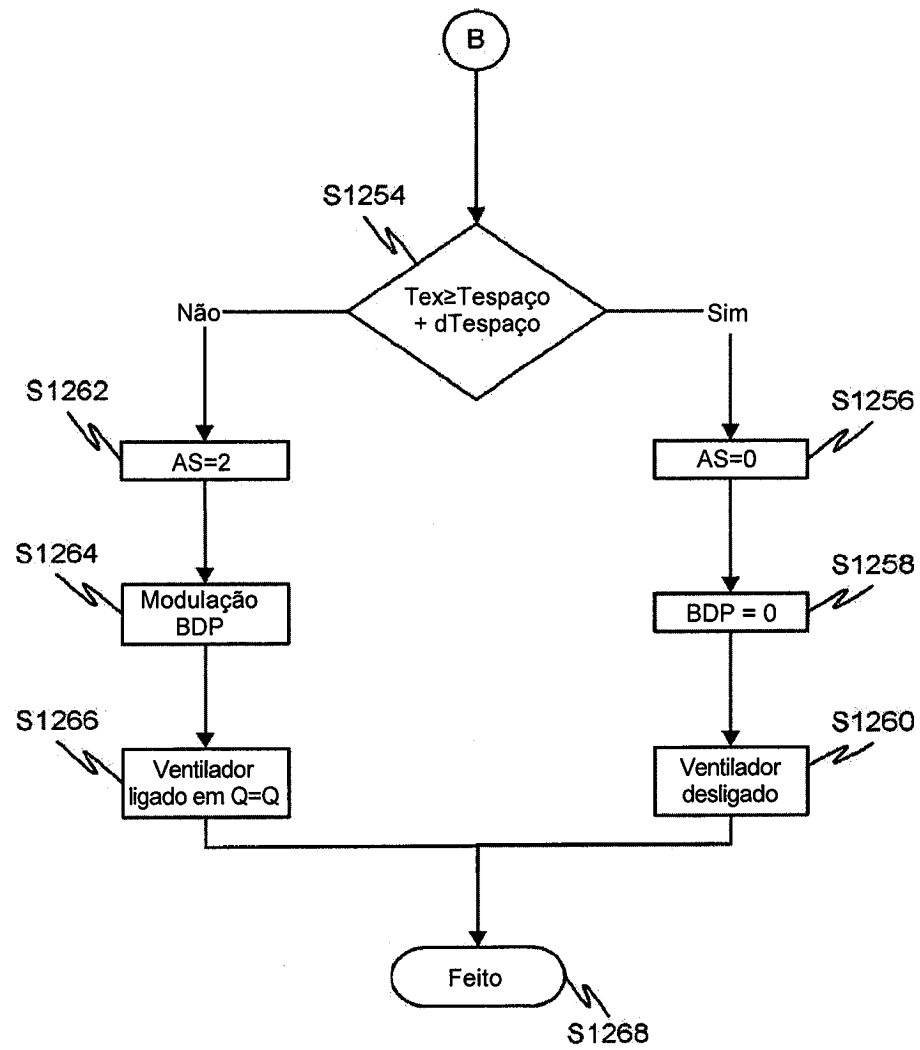 B
S1254
Tex≥Tespaço
+ dTespaço
Não
Sim
S1262
AS=2
S1256
AS=0
S1264
Modulação
BDP
S1258
BDP = 0
S1266
Ventilador
ligado em Q=Q
S1260
Ventilador
desligado
Feito
S1268